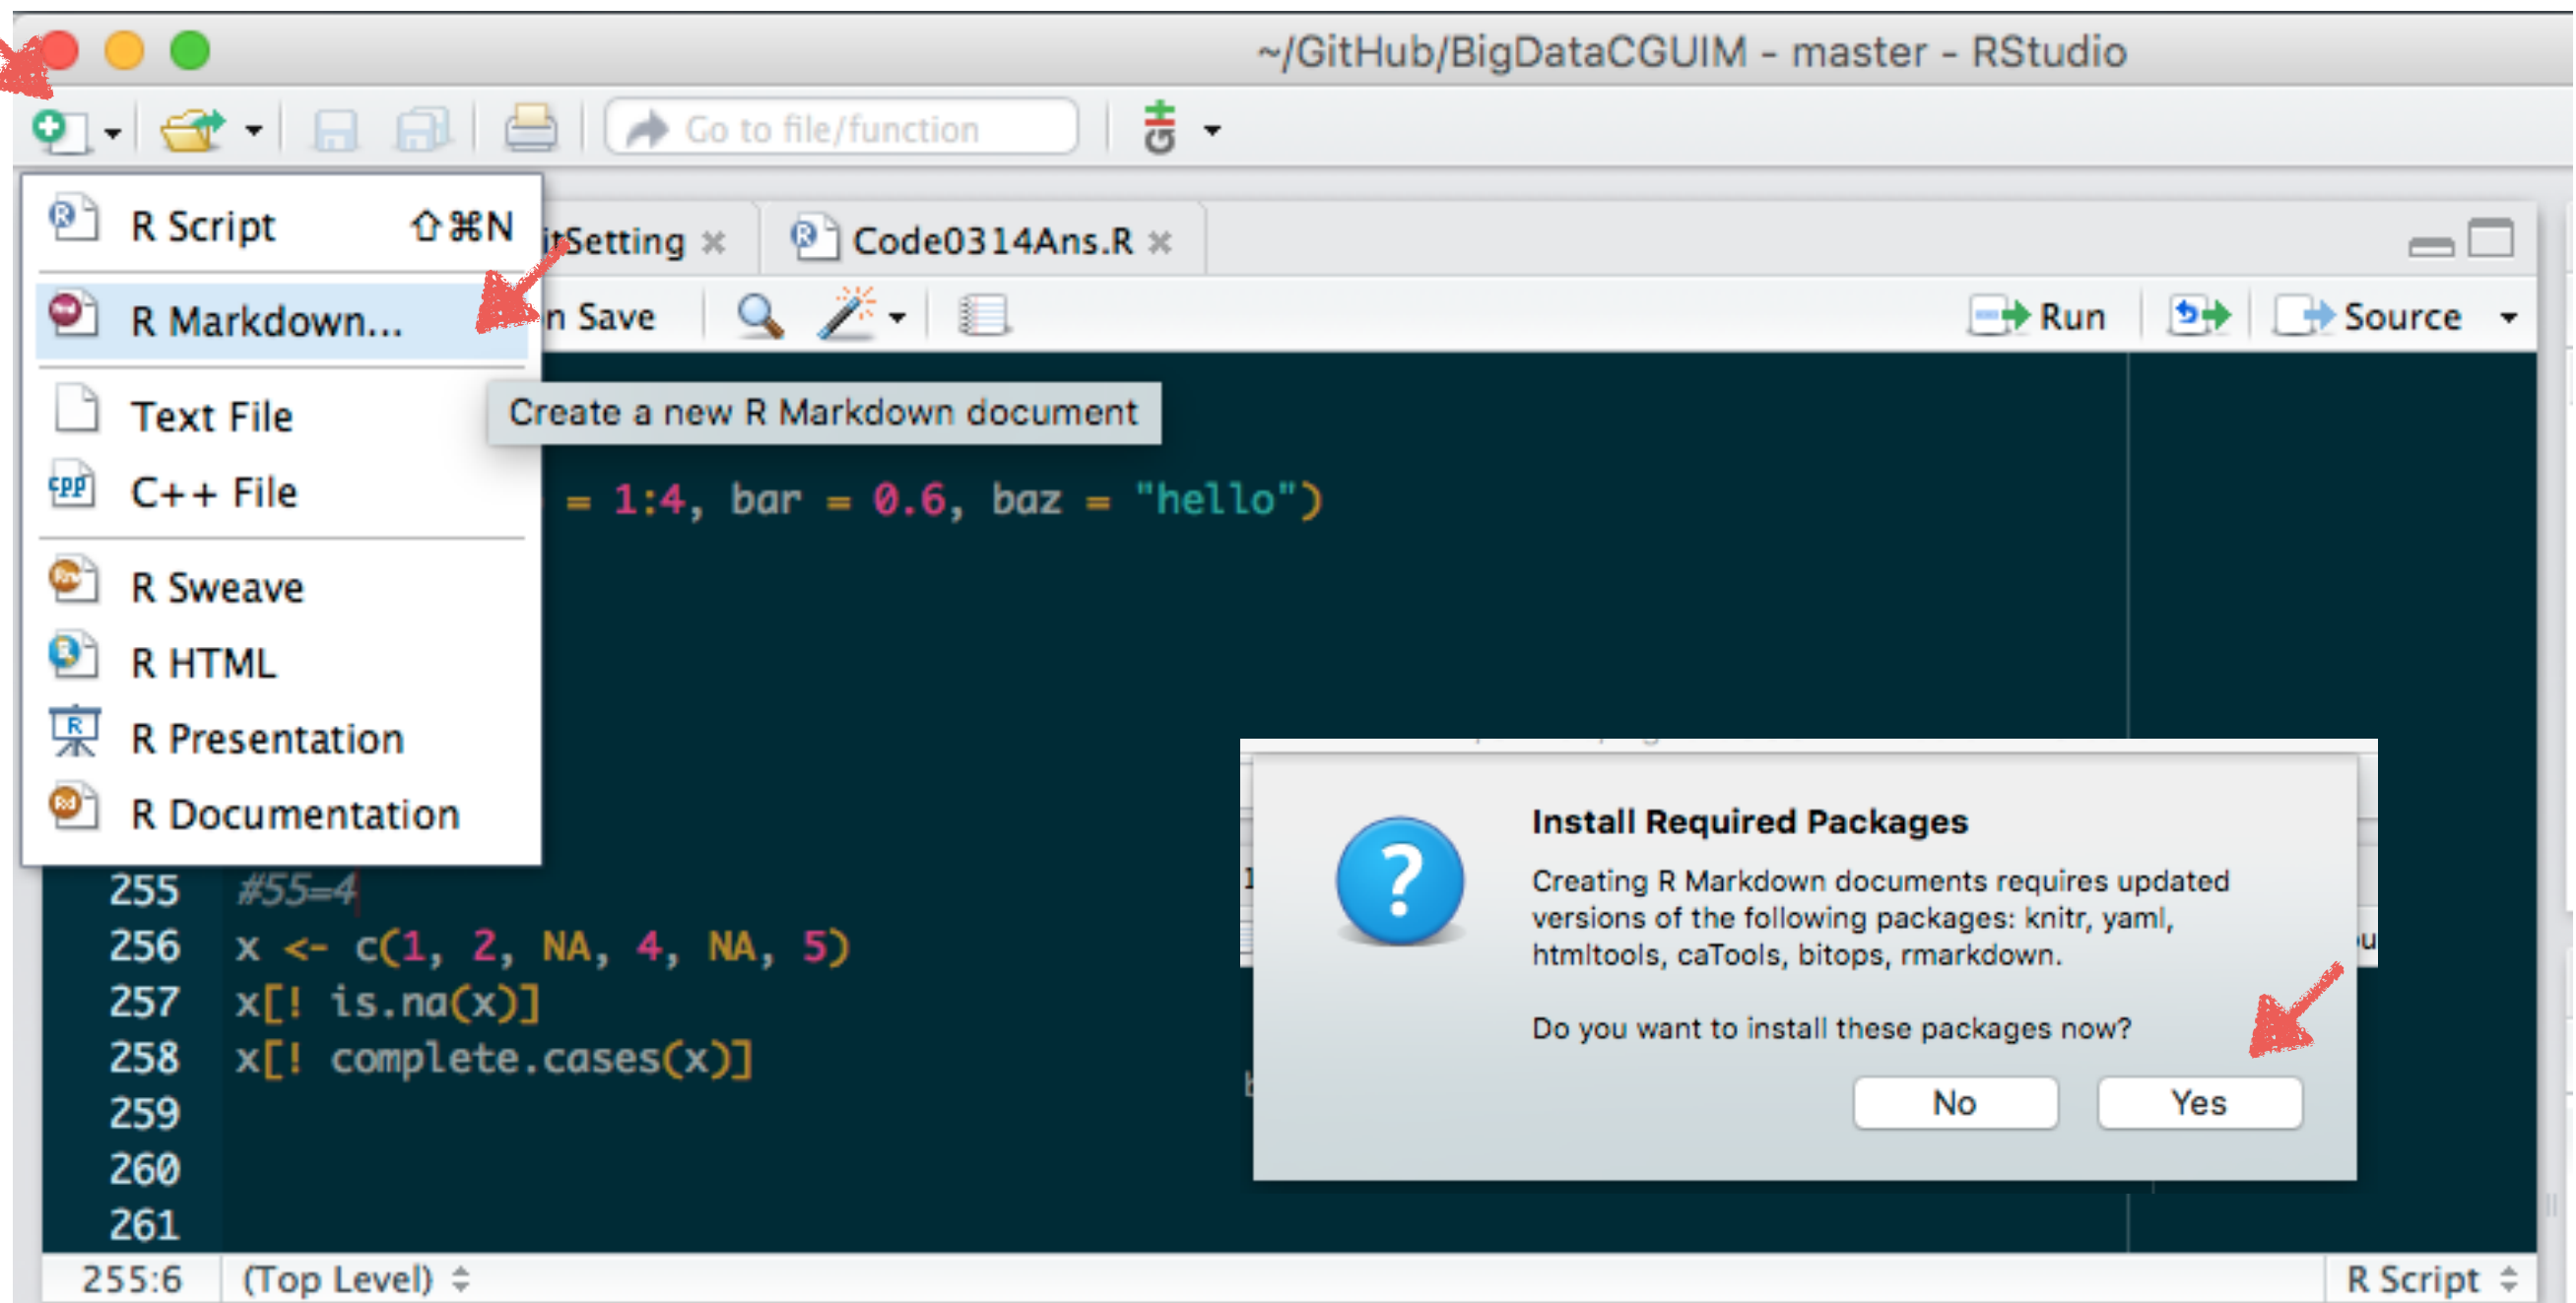 ~/GitHub/BigDataCGUIM - master - RStudio
Go to file/function
R Script ⇧⌘N
R Markdown...
Text File
C++ File
R Sweave
R HTML
R Presentation
R Documentation
itSetting
Code0314Ans.R
n Save
Run
Source
Create a new R Markdown document
= 1:4, bar = 0.6, baz = "hello")
255 #55=4
256 x <- c(1, 2, NA, 4, NA, 5)
257 x[! is.na(x)]
258 x[! complete.cases(x)]
259
260
261
255:6 (Top Level)
R Script
Install Required Packages
Creating R Markdown documents requires updated
versions of the following packages: knitr, yaml,
htmltools, caTools, bitops, rmarkdown.
Do you want to install these packages now?
No
Yes